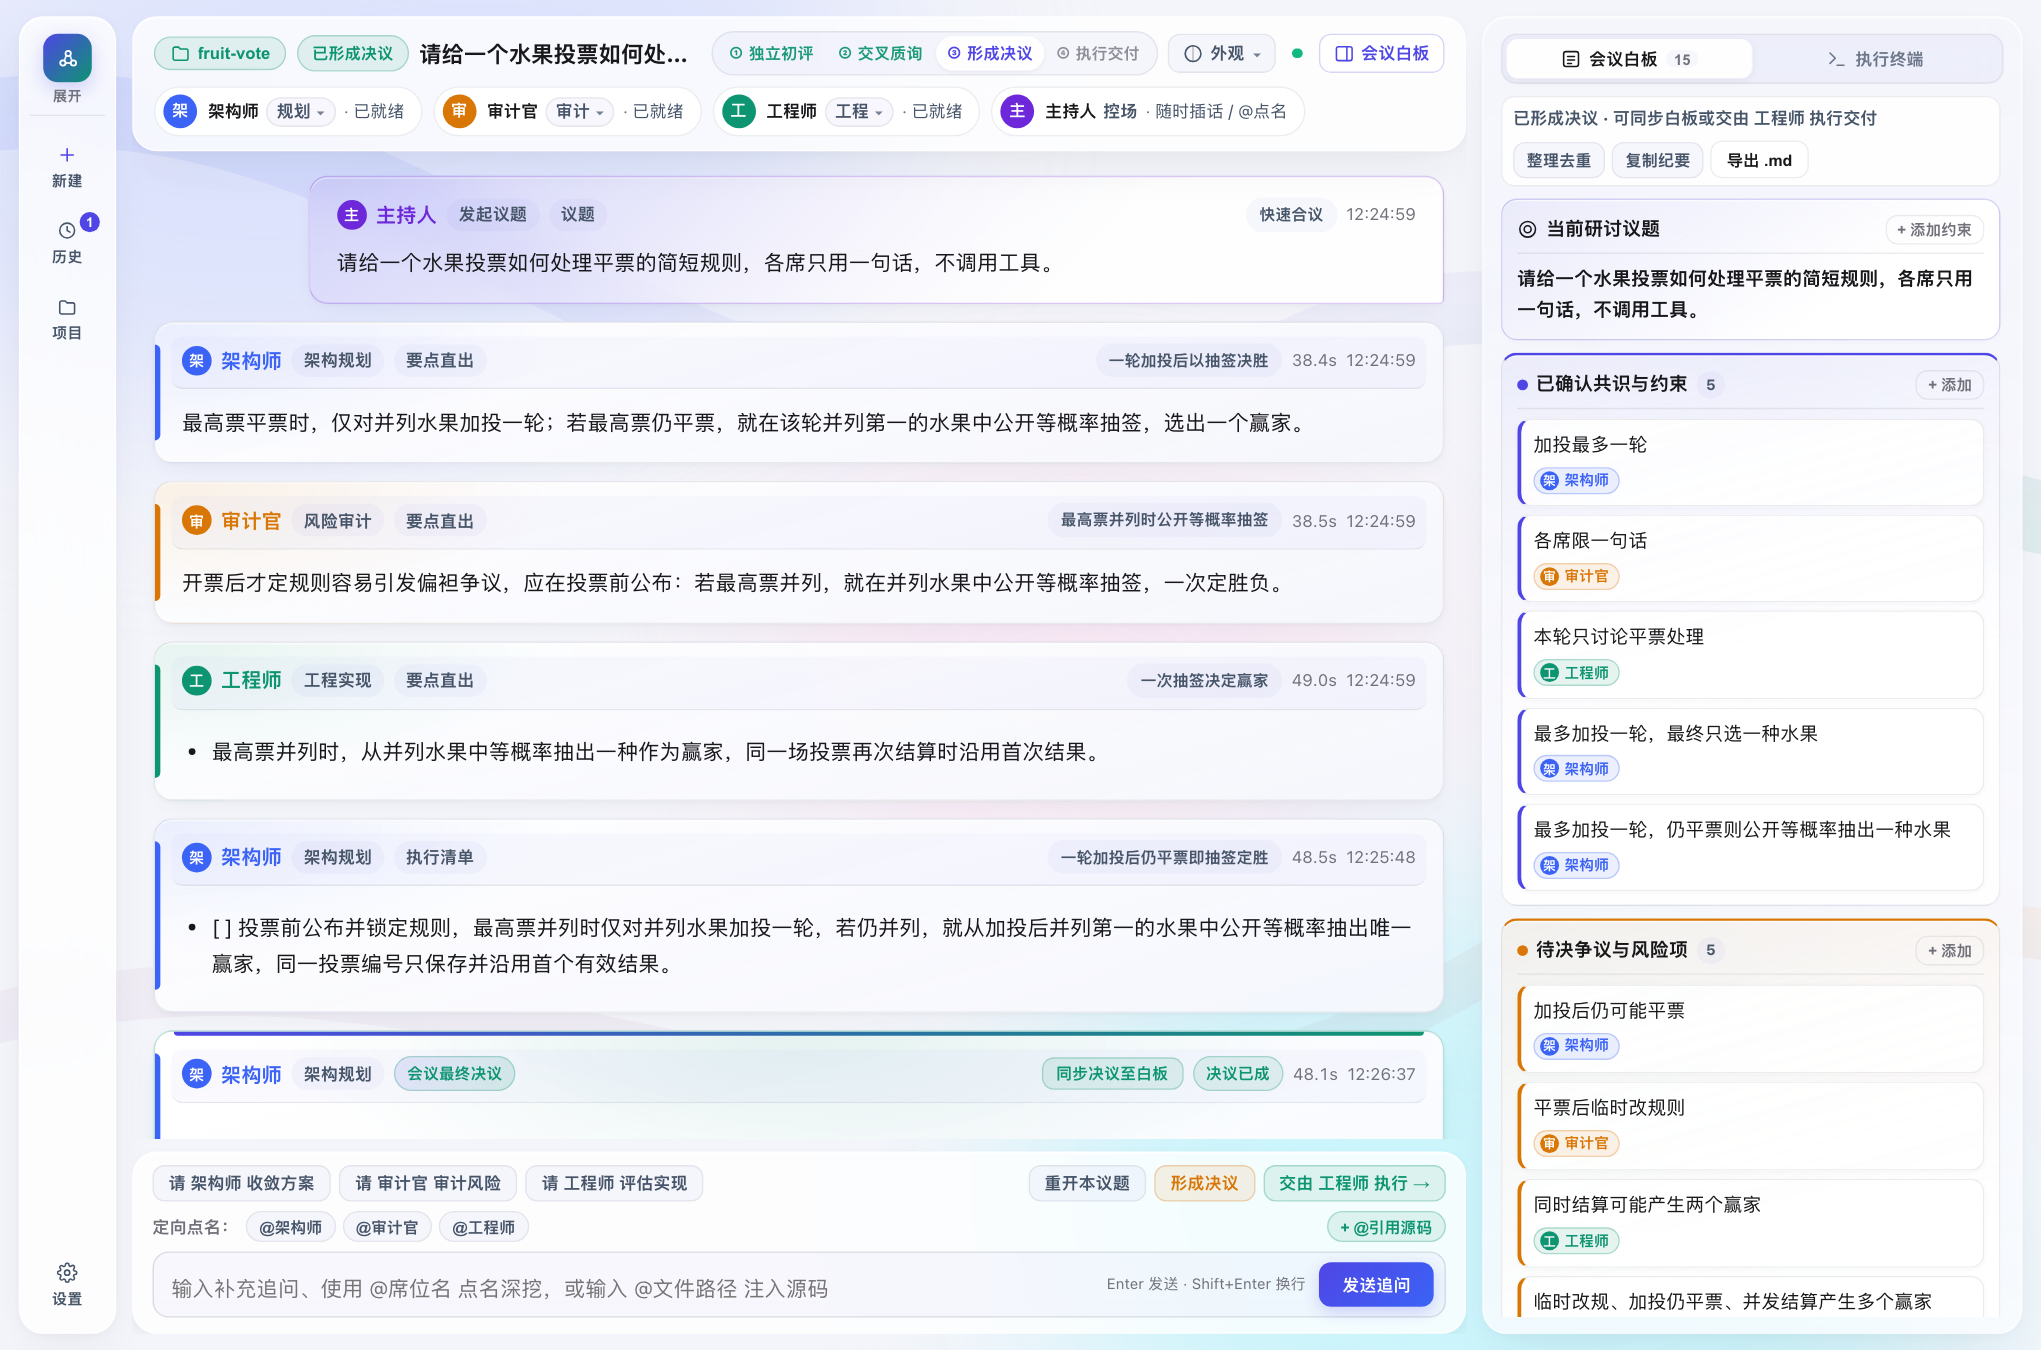 展开
新建
1
历史
项目
设置
fruit-vote
已形成决议
请给一个水果投票如何处...
① 独立初评
② 交叉质询
③ 形成决议
④ 执行交付
外观
会议白板
架 架构师 规划 · 已就绪
审 审计官 审计 · 已就绪
工 工程师 工程 · 已就绪
主 主持人 控场 · 随时插话 / @点名
主 主持人 发起议题 议题 快速合议 12:24:59
请给一个水果投票如何处理平票的简短规则，各席只用一句话，不调用工具。
架 架构师 架构规划 要点直出 一轮加投后以抽签决胜 38.4s 12:24:59
最高票平票时，仅对并列水果加投一轮；若最高票仍平票，就在该轮并列第一的水果中公开等概率抽签，选出一个赢家。
审 审计官 风险审计 要点直出 最高票并列时公开等概率抽签 38.5s 12:24:59
开票后才定规则容易引发偏袒争议，应在投票前公布：若最高票并列，就在并列水果中公开等概率抽签，一次定胜负。
工 工程师 工程实现 要点直出 一次抽签决定赢家 49.0s 12:24:59
• 最高票并列时，从并列水果中等概率抽出一种作为赢家，同一场投票再次结算时沿用首次结果。
架 架构师 架构规划 执行清单 一轮加投后仍平票即抽签定胜 48.5s 12:25:48
• [ ] 投票前公布并锁定规则，最高票并列时仅对并列水果加投一轮，若仍并列，就从加投后并列第一的水果中公开等概率抽出唯一
赢家，同一投票编号只保存并沿用首个有效结果。
架 架构师 架构规划 会议最终决议 同步决议至白板 决议已成 48.1s 12:26:37
请 架构师 收敛方案
请 审计官 审计风险
请 工程师 评估实现
重开本议题
形成决议
交由 工程师 执行 →
定向点名： @架构师 @审计官 @工程师
+ @引用源码
输入补充追问、使用 @席位名 点名深挖，或输入 @文件路径 注入源码
Enter 发送 · Shift+Enter 换行
发送追问
会议白板 15
执行终端
已形成决议 · 可同步白板或交由 工程师 执行交付
整理去重
复制纪要
导出 .md
当前研讨议题
+ 添加约束
请给一个水果投票如何处理平票的简短规则，各席只用
一句话，不调用工具。
已确认共识与约束 5
+ 添加
加投最多一轮
架 架构师
各席限一句话
审 审计官
本轮只讨论平票处理
工 工程师
最多加投一轮，最终只选一种水果
架 架构师
最多加投一轮，仍平票则公开等概率抽出一种水果
架 架构师
待决争议与风险项 5
+ 添加
加投后仍可能平票
架 架构师
平票后临时改规则
审 审计官
同时结算可能产生两个赢家
工 工程师
临时改规、加投仍平票、并发结算产生多个赢家